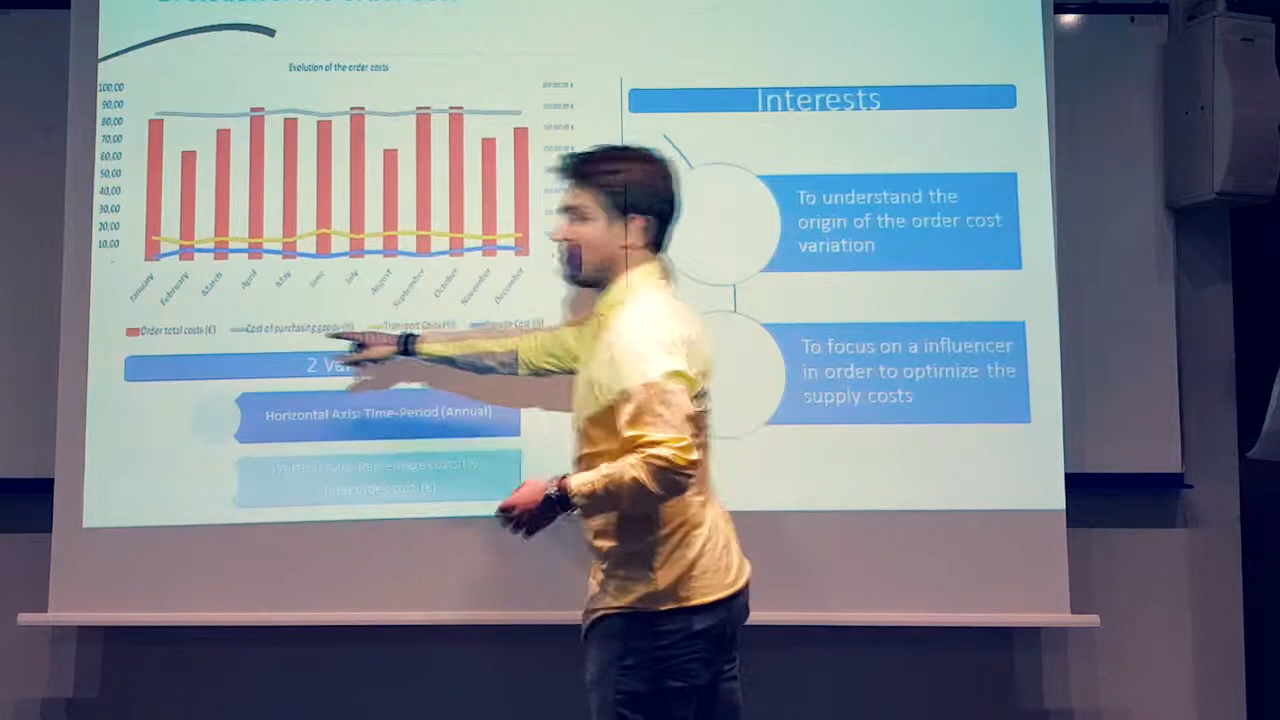 Evolution of the order costs
100,00
90,00
80,00
70,00
60,00
50,00
40,00
30,00
20,00
10,00
January
February
March
April
May
June
July
August
September
October
November
December
Order total costs (€)
Cost of purchasing goods
Transport Costs
2
Horizontal Axis: Time-Period (Annual)
Vertical Axis: Percentage costs
Total order cost (€)
Interests
To understand the
origin of the order cost
variation
To focus on a influencer
in order to optimize the
supply costs